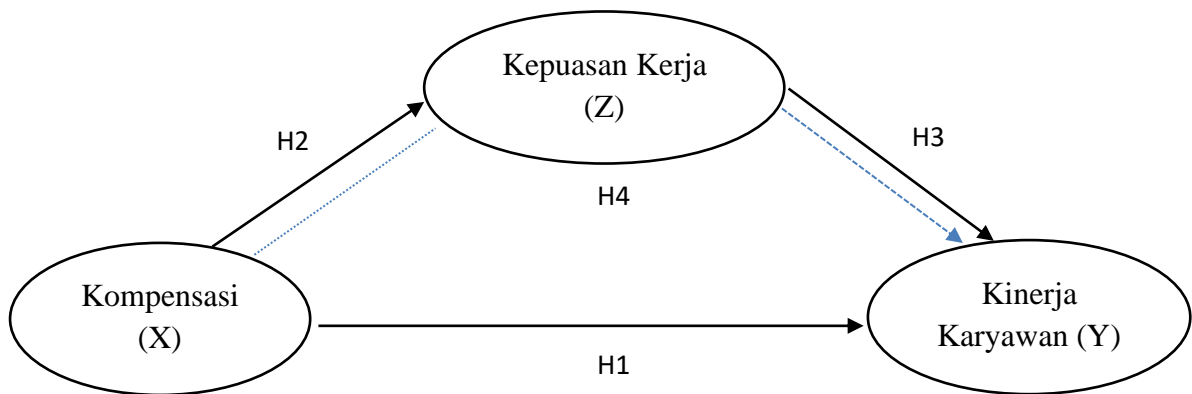 Kepuasan Kerja
(Z)
H2
H3
H4
Kompensasi
(X)
Kinerja
Karyawan (Y)
H1